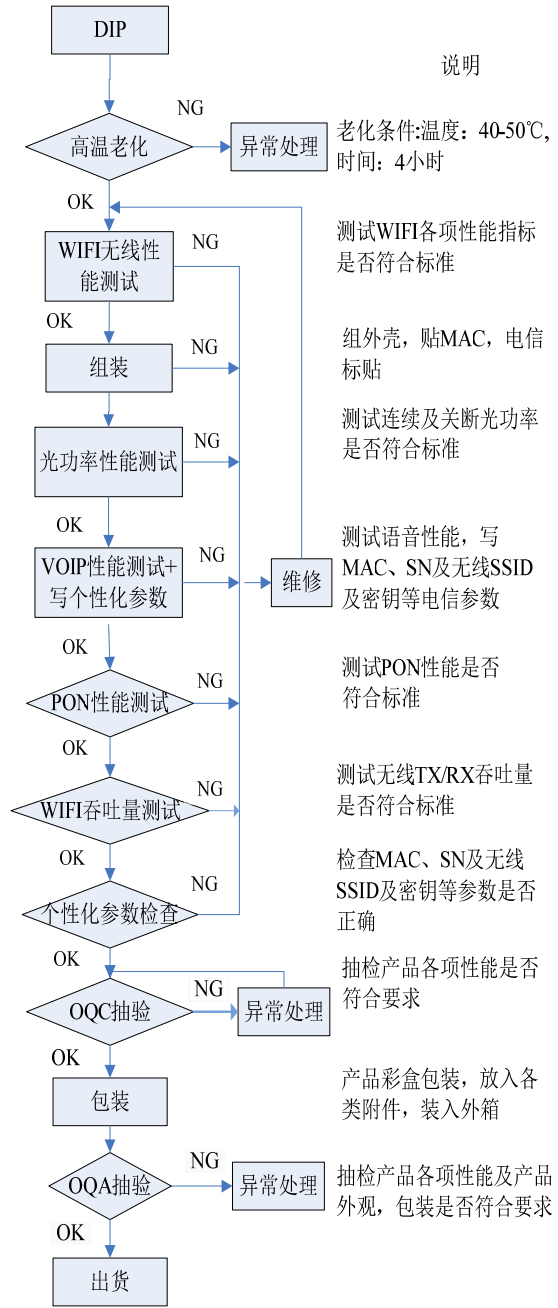 DIP
说明
NG
高温老化
异常处理
老化条件:温度：40-50℃,
时间：4小时
OK
WIFI无线性
能测试
NG
测试WIFI各项性能指标
是否符合标准
OK
组装
NG
组外壳，贴MAC，电信
标贴
光功率性能测试
NG
测试连续及关断光功率
是否符合标准
OK
VOIP性能测试+
写个性化参数
NG
维修
测试语音性能，写
MAC、SN及无线SSID
及密钥等电信参数
OK
PON性能测试
NG
测试PON性能是否
符合标准
OK
WIFI吞吐量测试
NG
测试无线TX/RX吞吐量
是否符合标准
OK
个性化参数检查
NG
检查MAC、SN及无线
SSID及密钥等参数是否
正确
OK
OQC抽验
NG
异常处理
抽检产品各项性能是否
符合要求
OK
包装
产品彩盒包装，放入各
类附件，装入外箱
OQA抽验
NG
异常处理
抽检产品各项性能及产品
外观，包装是否符合要求
OK
出货